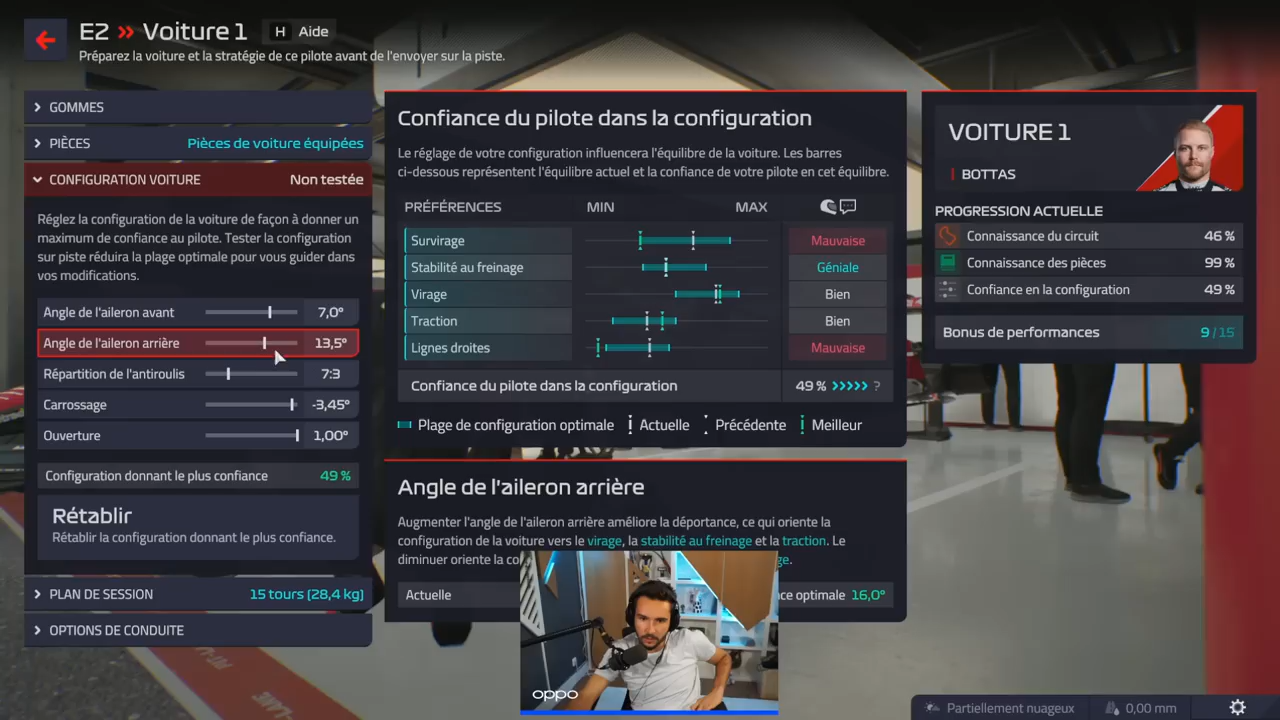 E2 » Voiture 1 H Aide
Préparez la voiture et la stratégie de ce pilote avant de l'envoyer sur la piste.
GOMMES
PIÈCES Pièces de voiture équipées
CONFIGURATION VOITURE Non testée
Réglez la configuration de la voiture de façon à donner un
maximum de confiance au pilote. Tester la configuration
sur piste réduira la plage optimale pour vous guider dans
vos modifications.
Angle de l'aileron avant 7,0°
Angle de l'aileron arrière 13,5°
Répartition de l'antiroulis 7:3
Carrossage -3,45°
Ouverture 1,00°
Configuration donnant le plus confiance 49 %
Rétablir
Rétablir la configuration donnant le plus confiance.
PLAN DE SESSION 15 tours (28,4 kg)
OPTIONS DE CONDUITE
Confiance du pilote dans la configuration
Le réglage de votre configuration influencera l'équilibre de la voiture. Les barres
ci-dessous représentent l'équilibre actuel et la confiance de votre pilote en cet équilibre.
PRÉFÉRENCES MIN MAX
Survirage Mauvaise
Stabilité au freinage Géniale
Virage Bien
Traction Bien
Lignes droites Mauvaise
Confiance du pilote dans la configuration 49 % ››››› ?
Plage de configuration optimale Actuelle Précédente Meilleur
Angle de l'aileron arrière
Augmenter l'angle de l'aileron arrière améliore la déportance, ce qui oriente la
configuration de la voiture vers le virage, la stabilité au freinage et la traction. Le
diminuer oriente la
Actuelle optimale 16,0°
oppo
VOITURE 1
BOTTAS
PROGRESSION ACTUELLE
Connaissance du circuit 46 %
Connaissance des pièces 99 %
Confiance en la configuration 49 %
Bonus de performances 9 / 15
Partiellement nuageux 0,00 mm